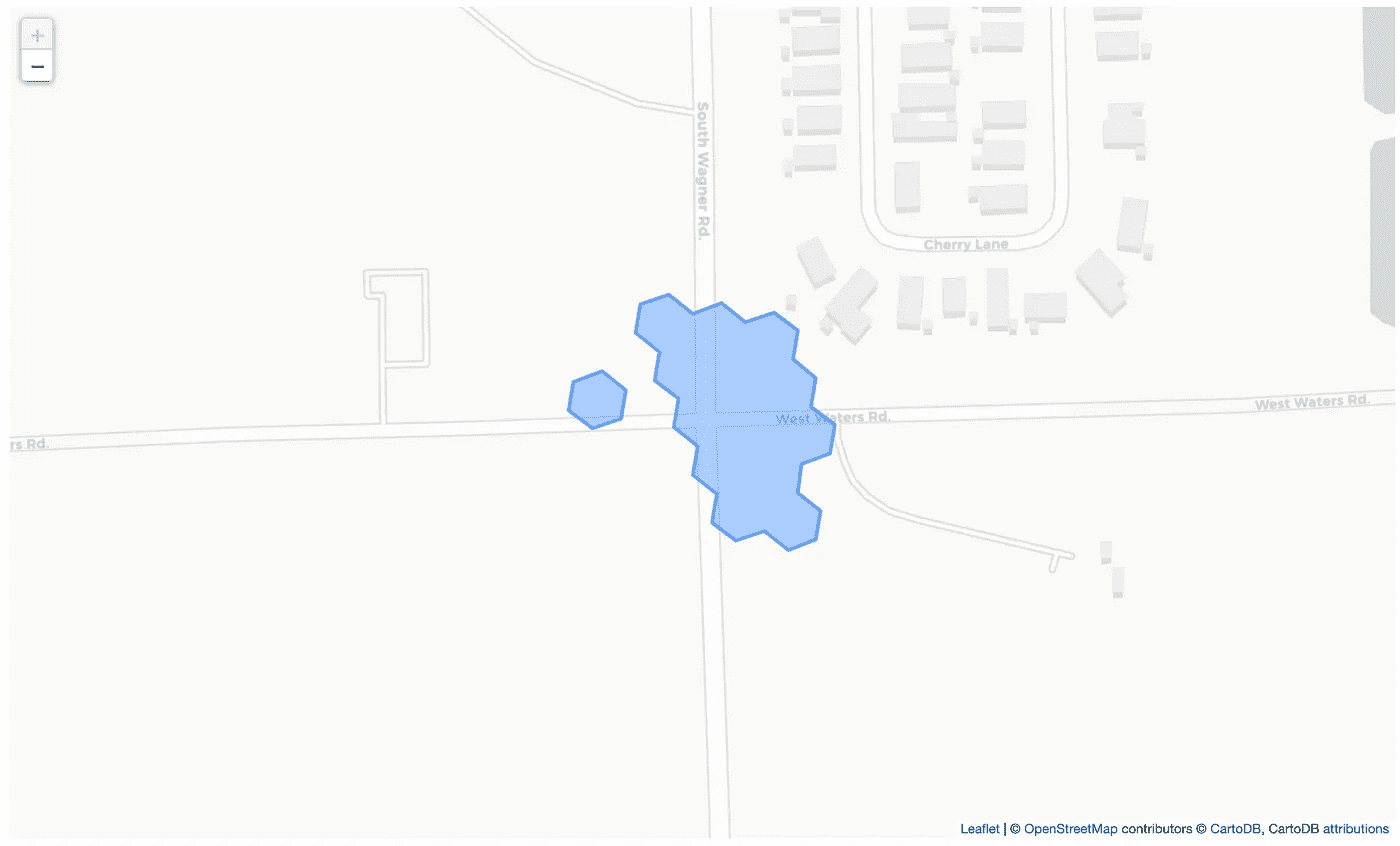 +
−
South Wagner Rd.
Cherry Lane
West Waters Rd.
West Waters Rd.
rs Rd.
Leaflet | © OpenStreetMap contributors © CartoDB, CartoDB attributions